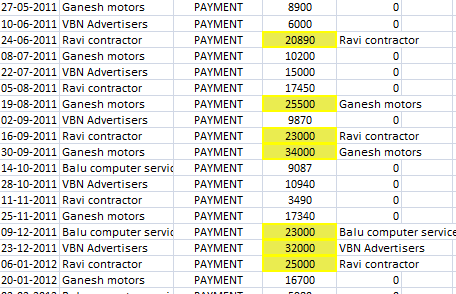 27-05-2011 Ganesh motors PAYMENT 8900 0
10-06-2011 VBN Advertisers PAYMENT 6000 0
24-06-2011 Ravi contractor PAYMENT 20890 Ravi contractor
08-07-2011 Ganesh motors PAYMENT 10200 0
22-07-2011 VBN Advertisers PAYMENT 15000 0
05-08-2011 Ravi contractor PAYMENT 17450 0
19-08-2011 Ganesh motors PAYMENT 25500 Ganesh motors
02-09-2011 VBN Advertisers PAYMENT 9870 0
16-09-2011 Ravi contractor PAYMENT 23000 Ravi contractor
30-09-2011 Ganesh motors PAYMENT 34000 Ganesh motors
14-10-2011 Balu computer servic PAYMENT 9087 0
28-10-2011 VBN Advertisers PAYMENT 10940 0
11-11-2011 Ravi contractor PAYMENT 3490 0
25-11-2011 Ganesh motors PAYMENT 17340 0
09-12-2011 Balu computer servic PAYMENT 23000 Balu computer service
23-12-2011 VBN Advertisers PAYMENT 32000 VBN Advertisers
06-01-2012 Ravi contractor PAYMENT 25000 Ravi contractor
20-01-2012 Ganesh motors PAYMENT 16700 0